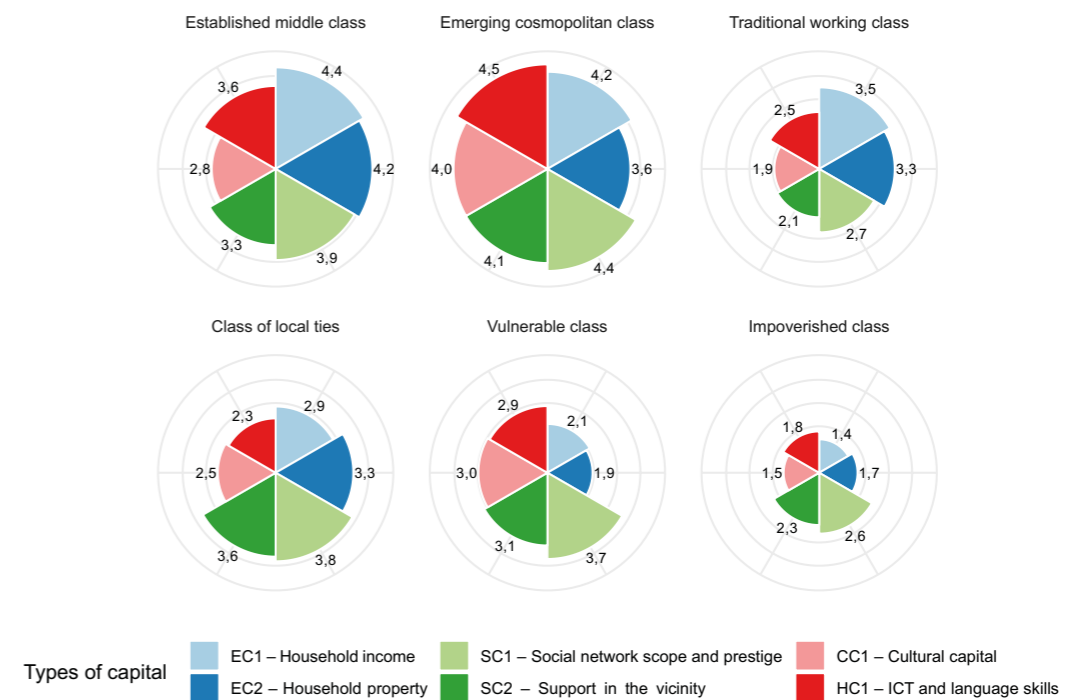 Established middle class
Emerging cosmopolitan class
Traditional working class
4,4
3,6
2,8
4,2
3,3
3,9
4,5
4,2
4,0
3,6
4,1
4,4
3,5
2,5
1,9
3,3
2,1
2,7
Class of local ties
Vulnerable class
Impoverished class
2,9
2,3
2,5
3,3
3,6
3,8
2,9
2,1
3,0
1,9
3,1
3,7
1,8
1,4
1,5
1,7
2,3
2,6
Types of capital
EC1 – Household income
EC2 – Household property
SC1 – Social network scope and prestige
SC2 – Support in the vicinity
CC1 – Cultural capital
HC1 – ICT and language skills